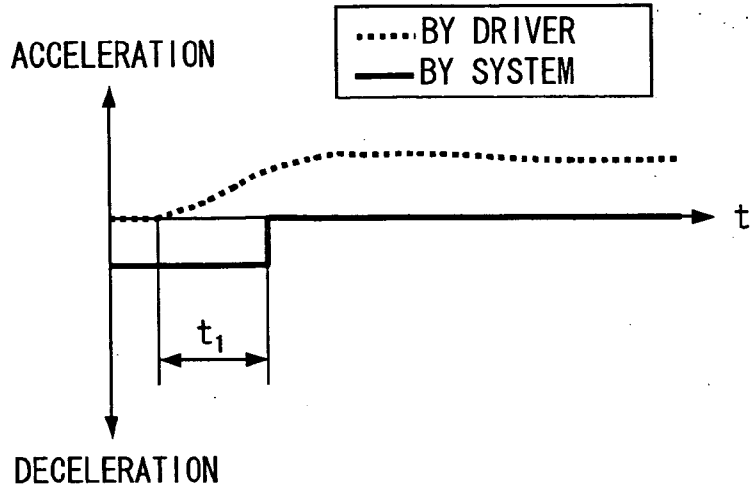 BY DRIVER
BY SYSTEM
ACCELERATION
t
t₁
DECELERATION